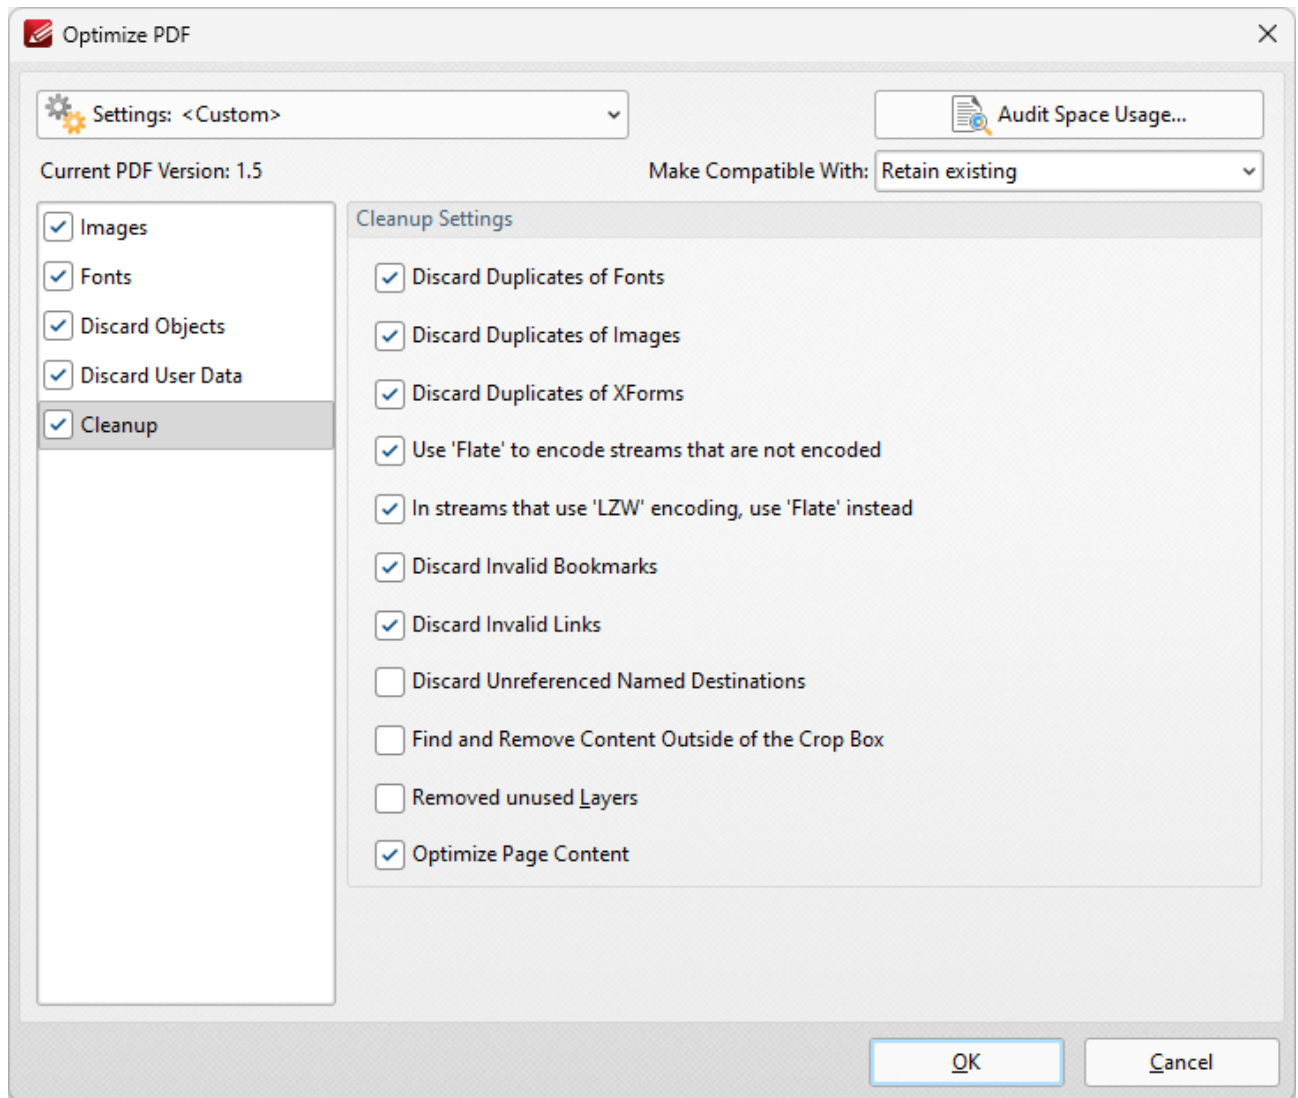 Optimize PDF
Settings: <Custom>
Audit Space Usage...
Current PDF Version: 1.5
Make Compatible With: Retain existing
Images
Fonts
Discard Objects
Discard User Data
Cleanup
Cleanup Settings
Discard Duplicates of Fonts
Discard Duplicates of Images
Discard Duplicates of XForms
Use 'Flate' to encode streams that are not encoded
In streams that use 'LZW' encoding, use 'Flate' instead
Discard Invalid Bookmarks
Discard Invalid Links
Discard Unreferenced Named Destinations
Find and Remove Content Outside of the Crop Box
Removed unused Layers
Optimize Page Content
OK
Cancel